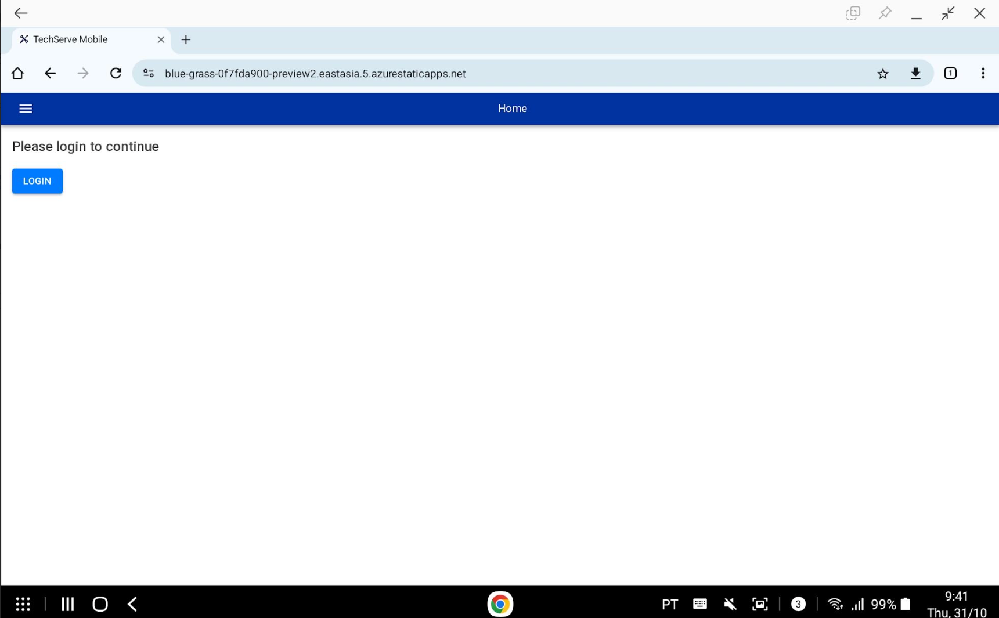 TechServe Mobile
blue-grass-0f7fda900-preview2.eastasia.5.azurestaticapps.net
1
Home
Please login to continue
LOGIN
PT
3
99%
9:41
Thu, 31/10